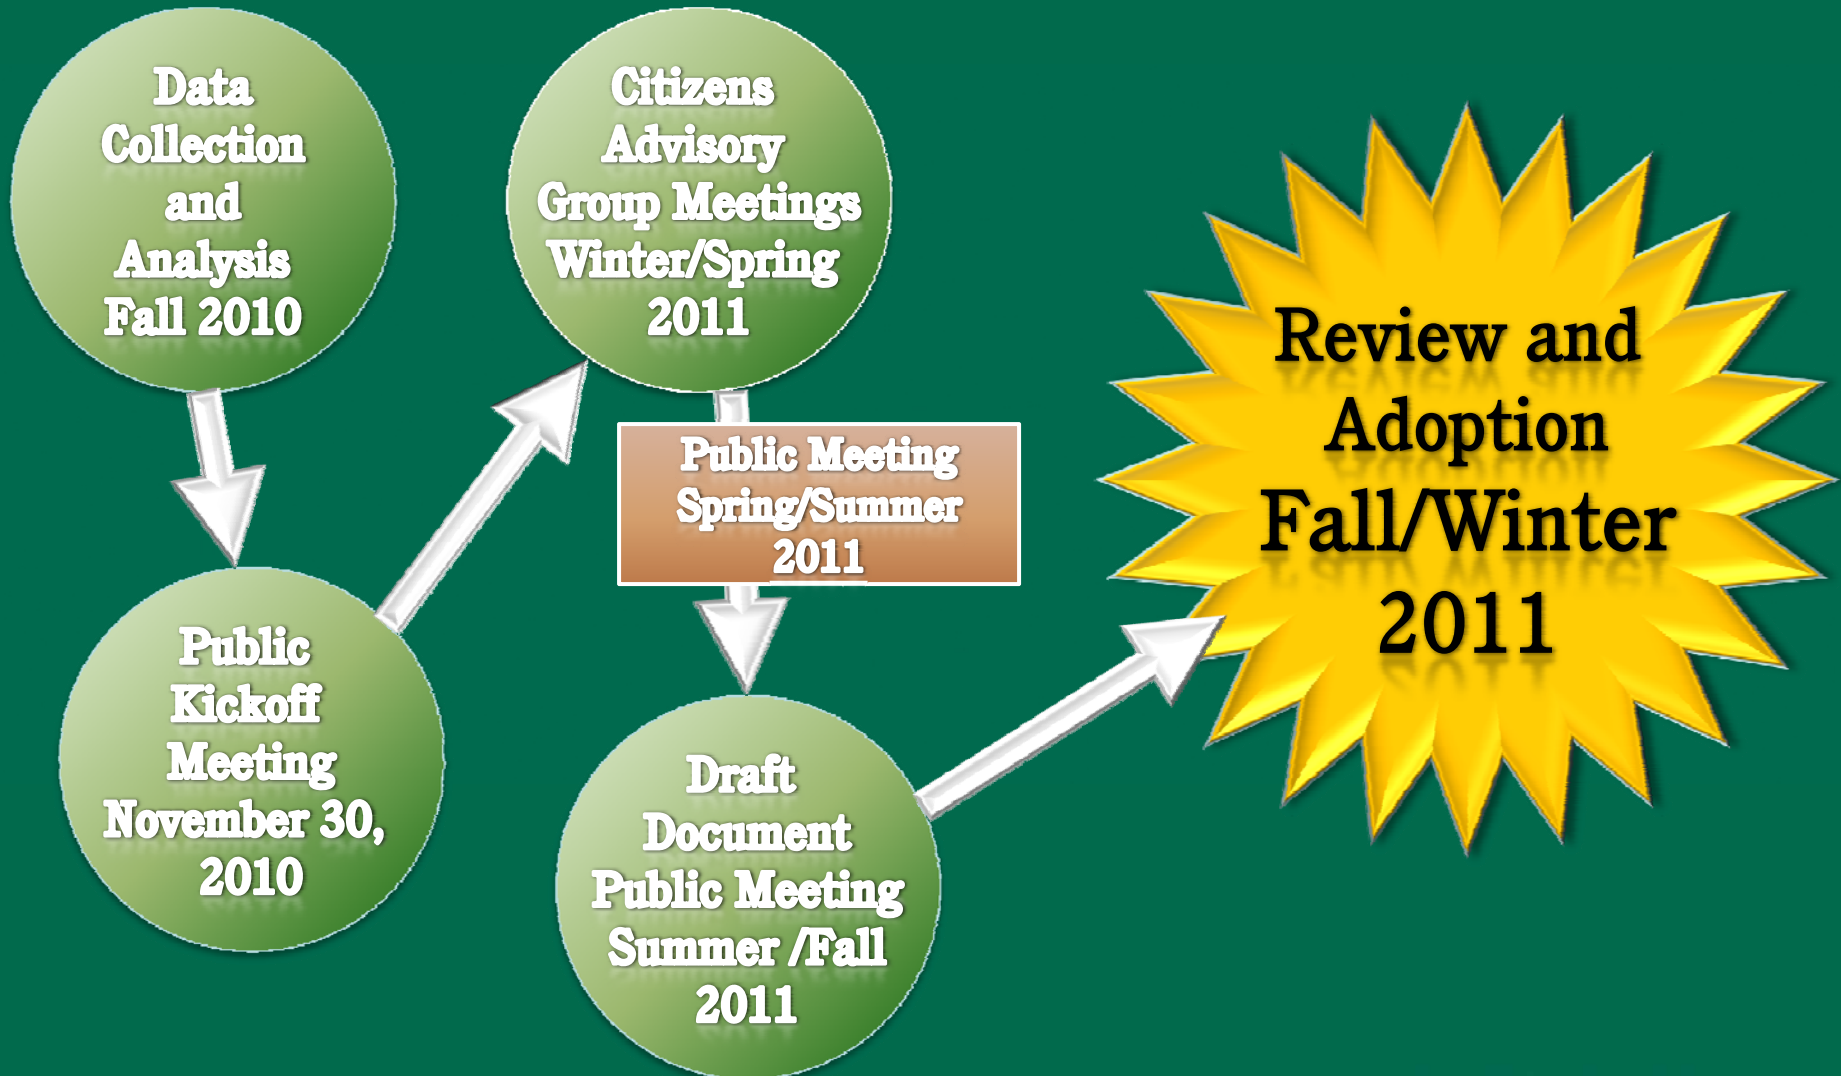 Data
Collection
and
Analysis
Fall 2010
Public
Kickoff
Meeting
November 30,
2010
Citizens
Advisory
Group Meetings
Winter/Spring
2011
Public Meeting
Spring/Summer
2011
Draft
Document
Public Meeting
Summer /Fall
2011
Review and
Adoption
Fall/Winter
2011